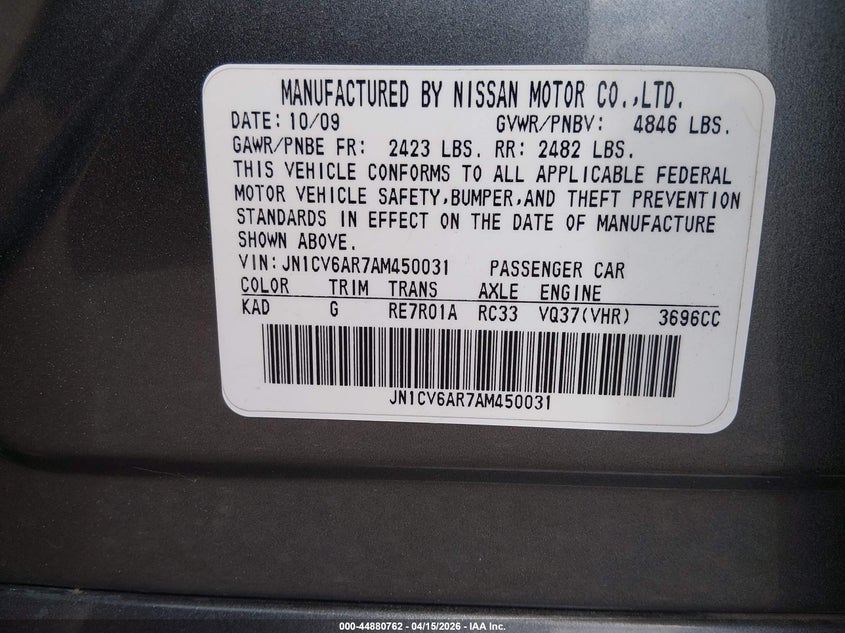 MANUFACTURED BY NISSAN MOTOR CO.,LTD.
DATE: 10/09 GVWR/PNBV: 4846 LBS.
GAWR/PNBE FR: 2423 LBS. RR: 2482 LBS.
THIS VEHICLE CONFORMS TO ALL APPLICABLE FEDERAL
MOTOR VEHICLE SAFETY,BUMPER,AND THEFT PREVENTION
STANDARDS IN EFFECT ON THE DATE OF MANUFACTURE
SHOWN ABOVE.
VIN:JN1CV6AR7AM450031 PASSENGER CAR
COLOR TRIM TRANS AXLE ENGINE
KAD G RE7R01A RC33 VQ37(VHR) 3696CC
JN1CV6AR7AM450031
000-44880762 - 04/15/2026 - IAA Inc.